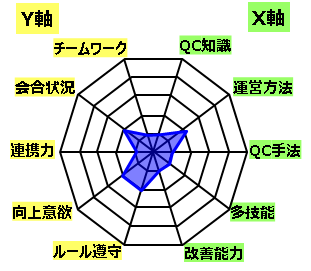 Y軸
X軸
チームワーク
QC知識
会合状況
運営方法
連携力
QC手法
向上意欲
多技能
ルール遵守
改善能力